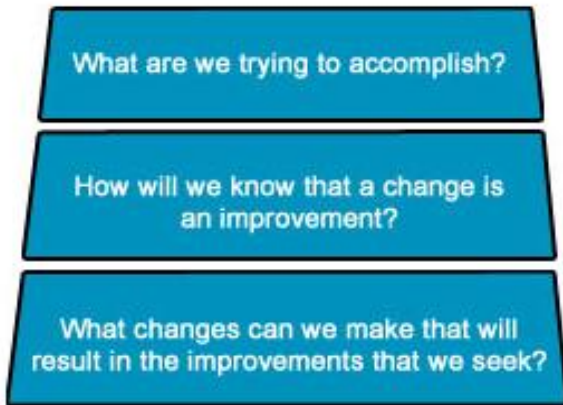 What are we trying to accomplish?
How will we know that a change is
an improvement?
What changes can we make that will
result in the improvements that we seek?